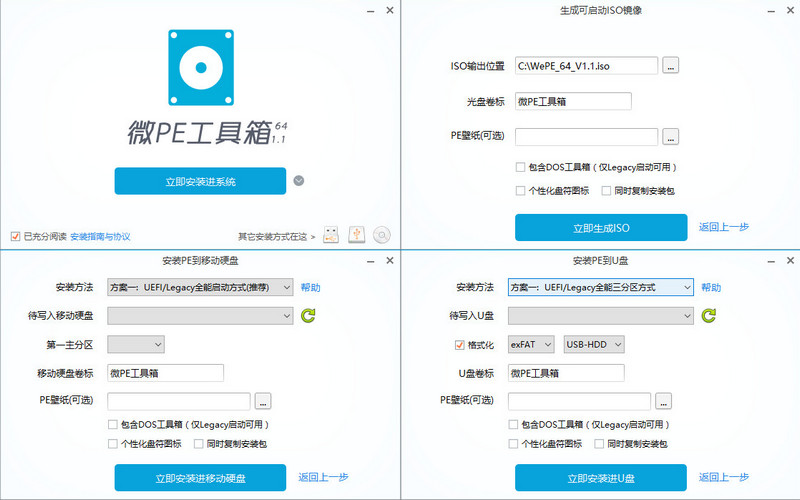 微PE工具箱 64
1.1
立即安装进系统
已充分阅读 安装指南与协议
其它安装方式在这 >
生成可启动ISO镜像
ISO输出位置 C:\WePE_64_V1.1.iso ...
光盘卷标 微PE工具箱
PE壁纸(可选) ...
包含DOS工具箱（仅Legacy启动可用）
个性化盘符图标 同时复制安装包
立即生成ISO 返回上一步
安装PE到移动硬盘
安装方法 方案一：UEFI/Legacy全能启动方式(推荐) 帮助
待写入移动硬盘
第一主分区
移动硬盘卷标 微PE工具箱
PE壁纸(可选) ...
包含DOS工具箱（仅Legacy启动可用）
个性化盘符图标 同时复制安装包
立即安装进移动硬盘 返回上一步
安装PE到U盘
安装方法 方案一：UEFI/Legacy全能三分区方式 帮助
待写入U盘
格式化 exFAT USB-HDD
U盘卷标 微PE工具箱
PE壁纸(可选) ...
包含DOS工具箱（仅Legacy启动可用）
个性化盘符图标 同时复制安装包
立即安装进U盘 返回上一步